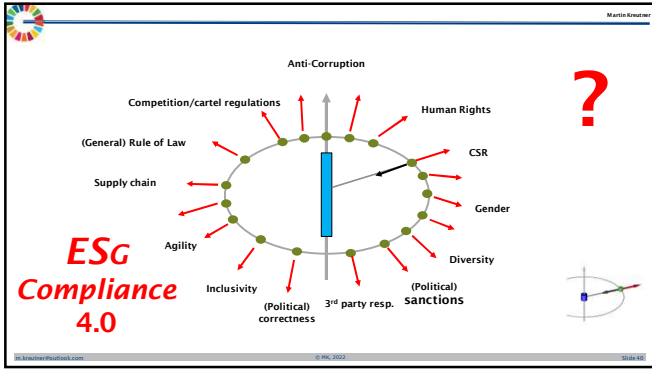 Martin Kreutner
Anti-Corruption
?
Competition/cartel regulations
Human Rights
(General) Rule of Law
CSR
Supply chain
Gender
ESG
Compliance
4.0
Agility
Diversity
Inclusivity
(Political)
correctness
3rd party resp.
(Political)
sanctions
m.kreutner@outlook.com
© MK, 2022
Slide 40